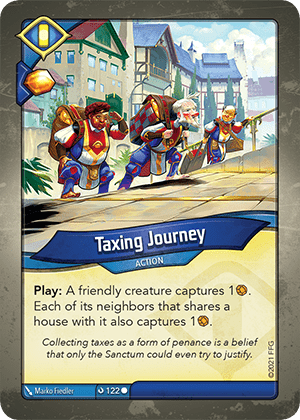 Taxing Journey
ACTION
Play: A friendly creature captures 1.
Each of its neighbors that shares a
house with it also captures 1.
Collecting taxes as a form of penance is a belief
that only the Sanctum could even try to justify.
©2021 FFG
Marko Fiedler
122